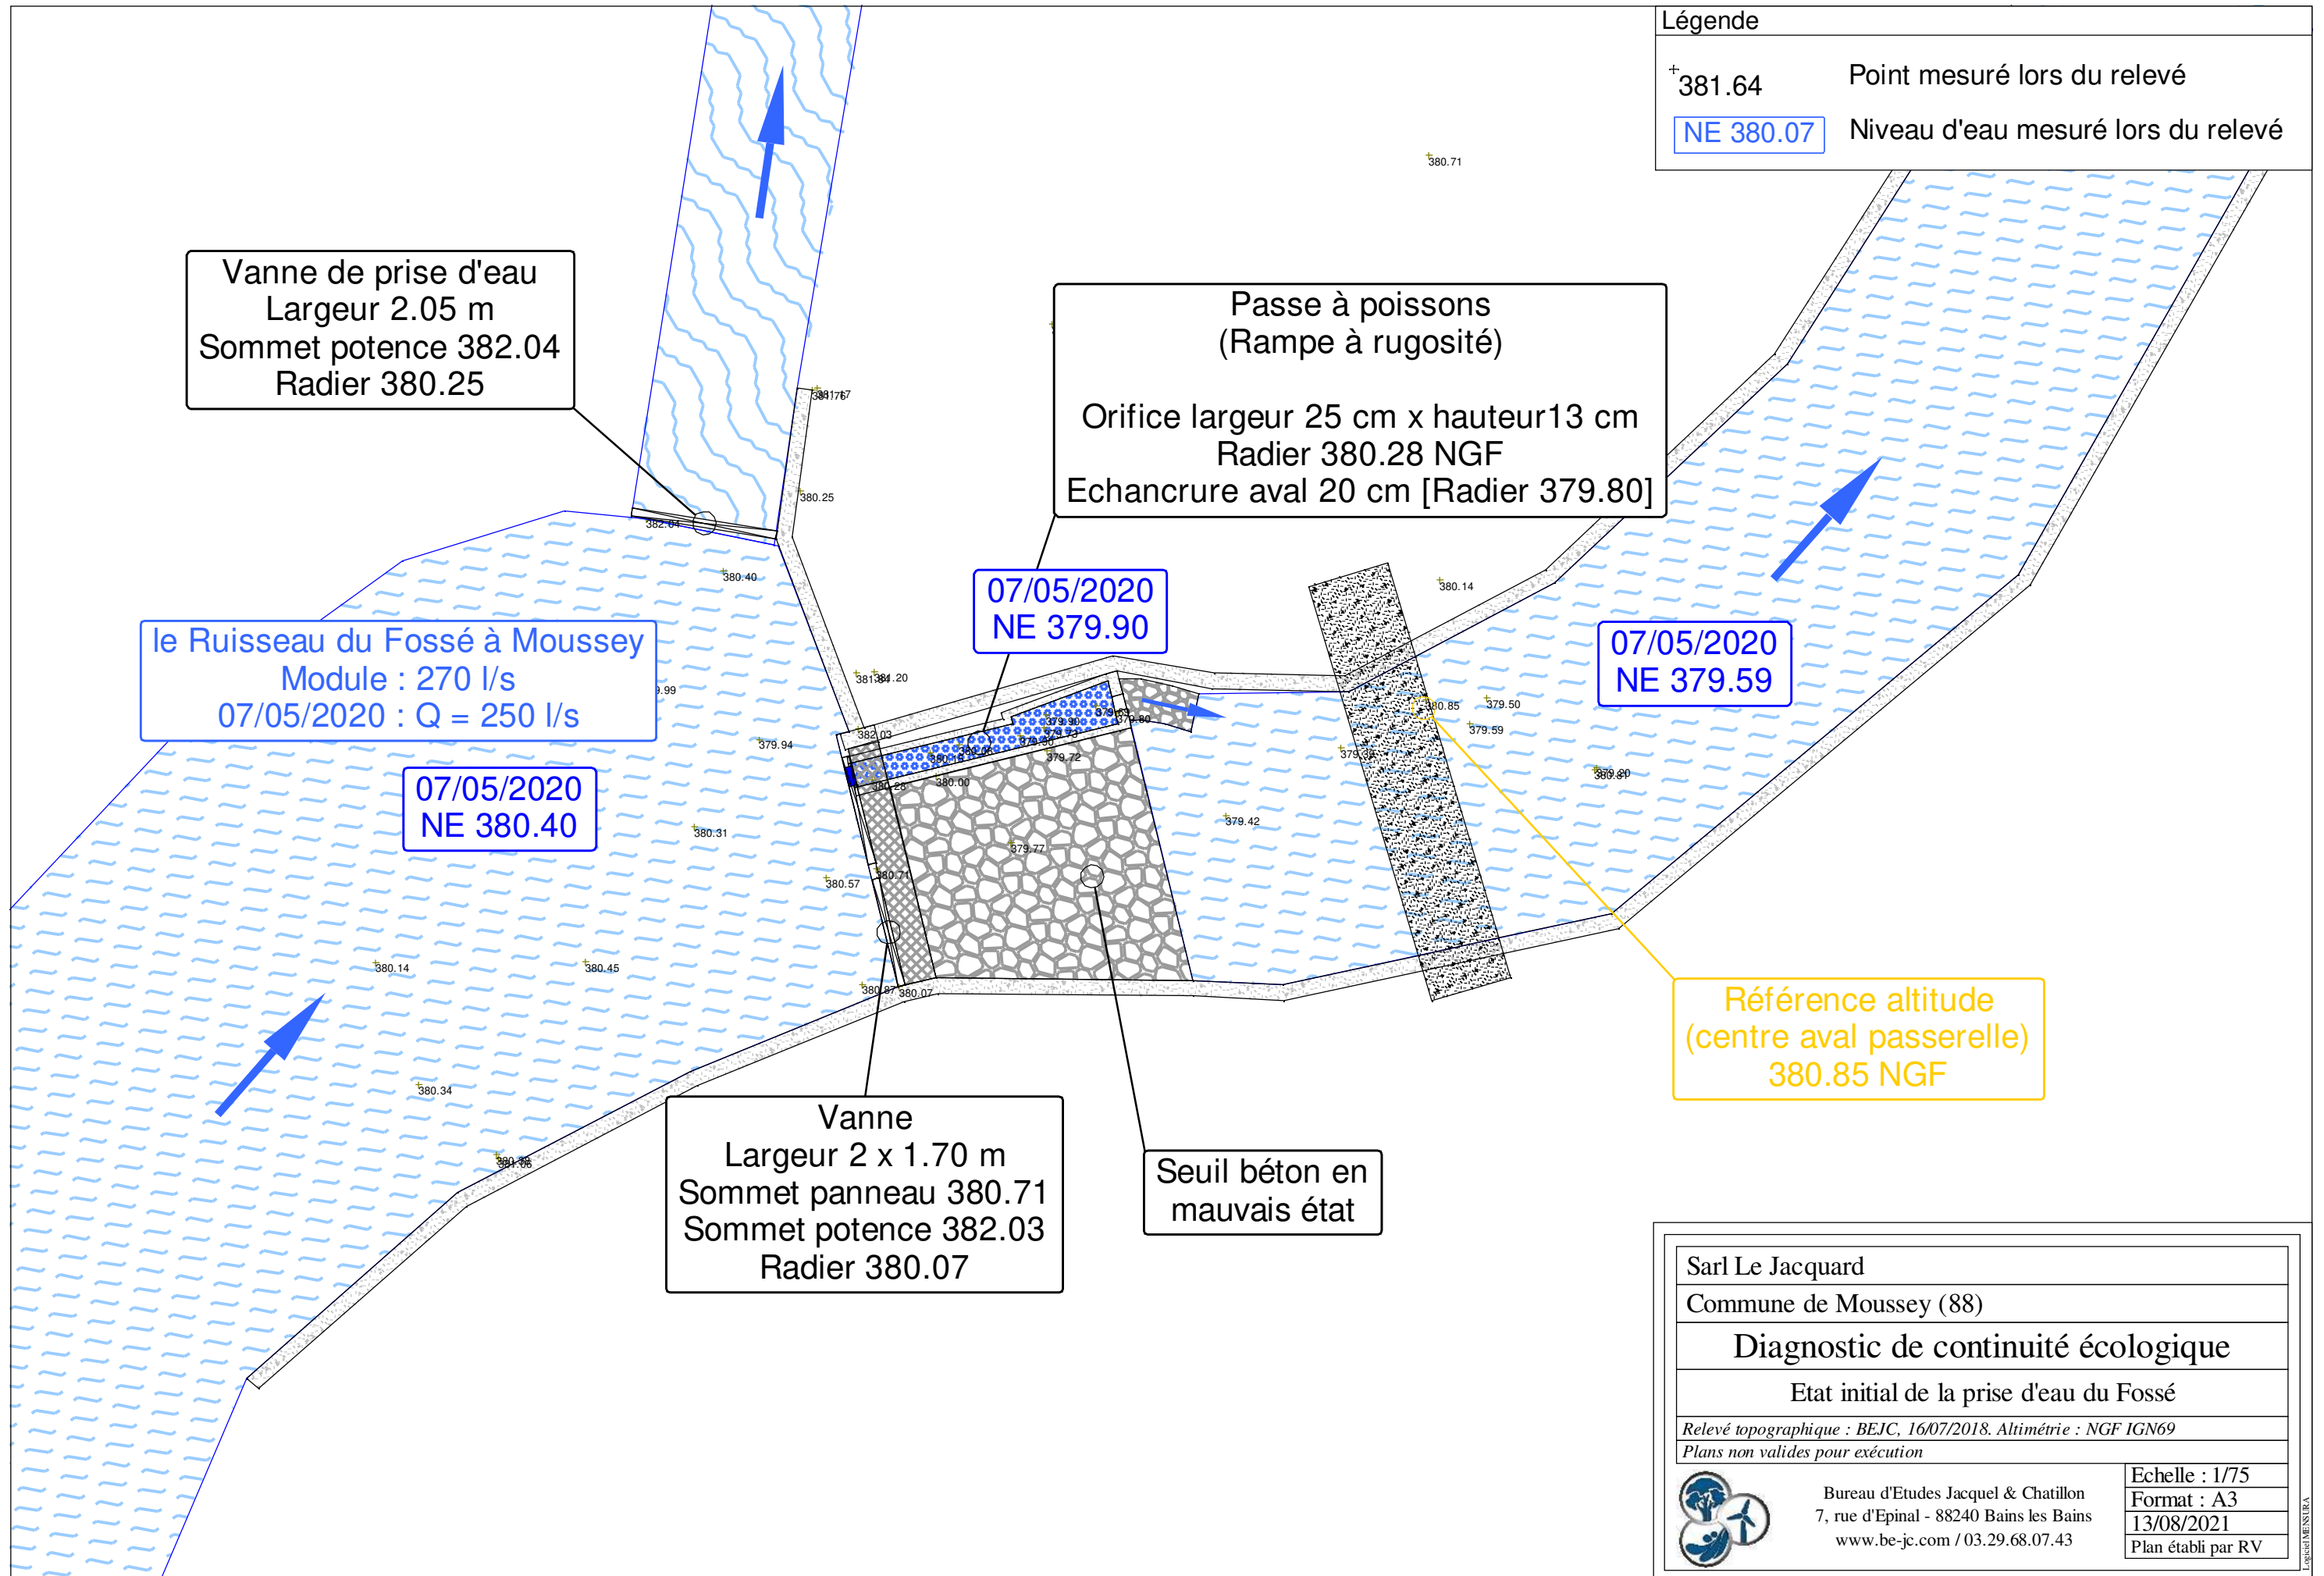 Légende
381.64 Point mesuré lors du relevé
NE 380.07 Niveau d'eau mesuré lors du relevé
380.71
Vanne de prise d'eau
Largeur 2.05 m
Sommet potence 382.04
Radier 380.25
Passe à poissons
(Rampe à rugosité)
Orifice largeur 25 cm x hauteur13 cm
Radier 380.28 NGF
Echancrure aval 20 cm [Radier 379.80]
380.25
382.04
380.40
07/05/2020
NE 379.90
380.14
07/05/2020
NE 379.59
le Ruisseau du Fossé à Moussey
Module : 270 l/s
07/05/2020 : Q = 250 l/s
381.20
382.03
379.94
380.85
379.50
379.59
379.80
379.72
380.28
380.00
07/05/2020
NE 380.40
380.31
379.42
379.77
380.57
380.71
380.14
380.45
380.87
380.07
380.34
Référence altitude
(centre aval passerelle)
380.85 NGF
Vanne
Largeur 2 x 1.70 m
Sommet panneau 380.71
Sommet potence 382.03
Radier 380.07
Seuil béton en
mauvais état
Sarl Le Jacquard
Commune de Moussey (88)
Diagnostic de continuité écologique
Etat initial de la prise d'eau du Fossé
Relevé topographique : BEJC, 16/07/2018. Altimétrie : NGF IGN69
Plans non valides pour exécution
Bureau d'Etudes Jacquel & Chatillon
7, rue d'Epinal - 88240 Bains les Bains
www.be-jc.com / 03.29.68.07.43
Echelle : 1/75
Format : A3
13/08/2021
Plan établi par RV
Logiciel MENSURA